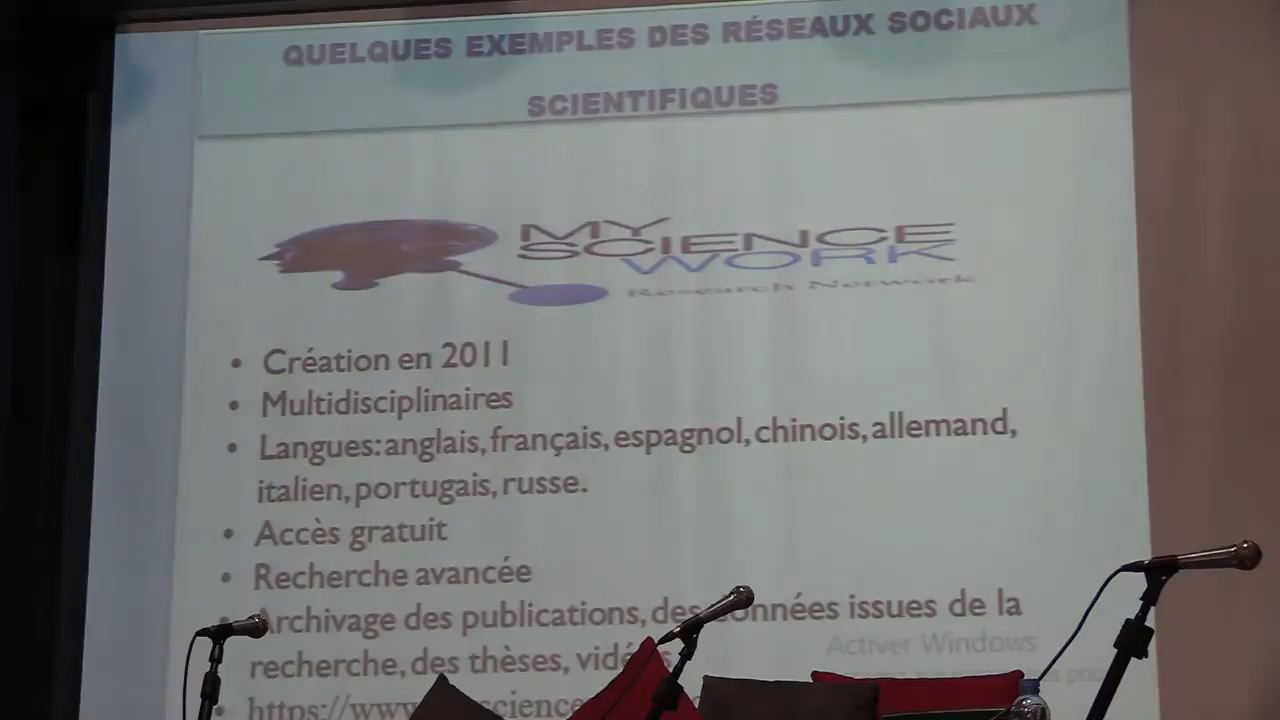 QUELQUES EXEMPLES DES RÉSEAUX SOCIAUX
SCIENTIFIQUES
MY
SCIENCE
WORK
Research Network
• Création en 2011
• Multidisciplinaires
• Langues: anglais, français, espagnol, chinois, allemand,
italien, portugais, russe.
• Accès gratuit
• Recherche avancée
• Archivage des publications, des données issues de la
recherche, des thèses,
Activer Windows
• https://www